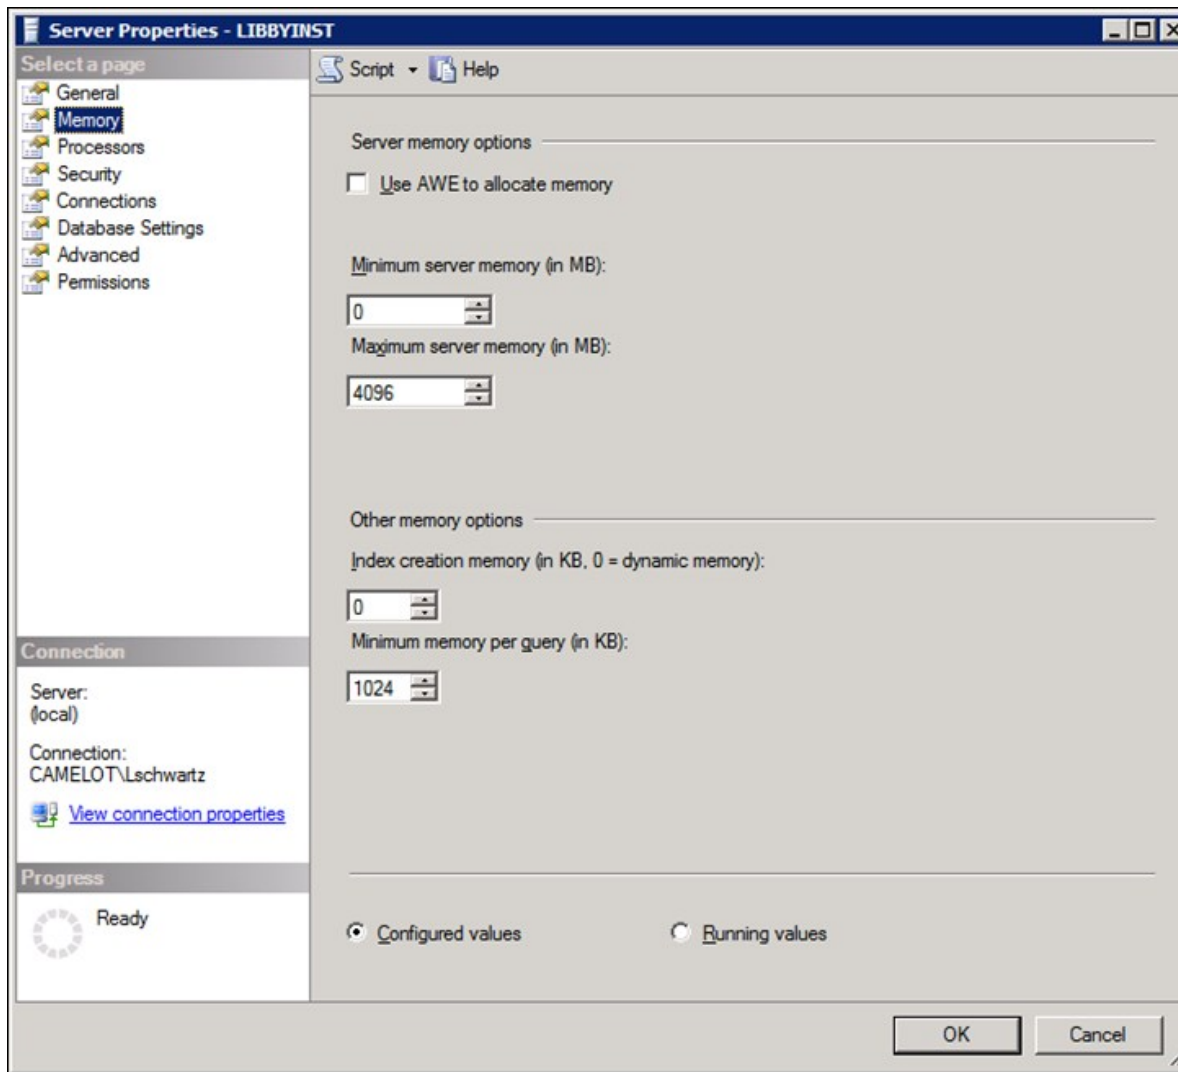 Server Properties - LIBBYINST
Select a page
General
Memory
Processors
Security
Connections
Database Settings
Advanced
Permissions
Connection
Server:
(local)
Connection:
CAMELOT\Lschwartz
View connection properties
Progress
Ready
Script
Help
Server memory options
Use AWE to allocate memory
Minimum server memory (in MB):
0
Maximum server memory (in MB):
4096
Other memory options
Index creation memory (in KB, 0 = dynamic memory):
0
Minimum memory per query (in KB):
1024
Configured values
Running values
OK
Cancel